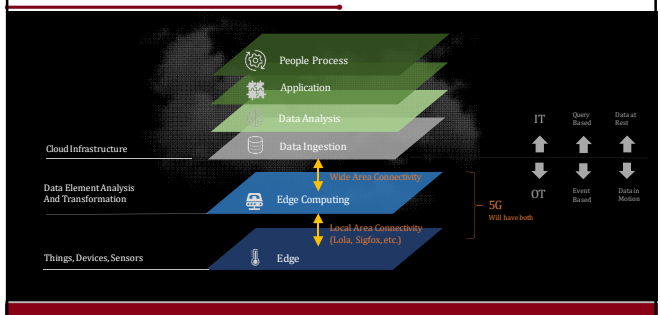 People Process
Application
Data Analysis
Data Ingestion
Cloud Infrastructure
Wide Area Connectivity
Data Element Analysis
And Transformation
Edge Computing
Local Area Connectivity
(Lola, Sigfox, etc.)
Things, Devices, Sensors
Edge
5G
Will have both
IT
Query
Based
Data at
Rest
OT
Event
Based
Data in
Motion